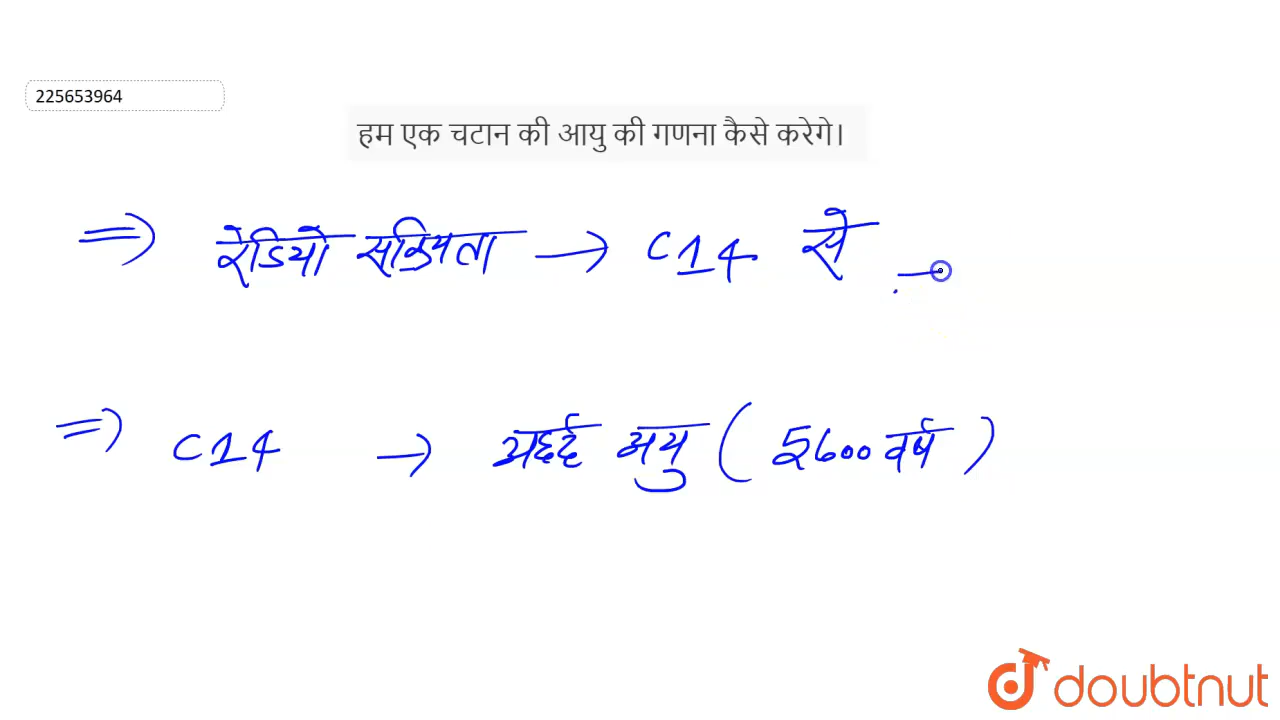 225653964
हम एक चटान की आयु की गणना कैसे करेगे।
⇒ रेडियो सक्रियता → C14 से
⇒ C14 → अर्द्द आयु ( 5600 वर्ष )
doubtnut